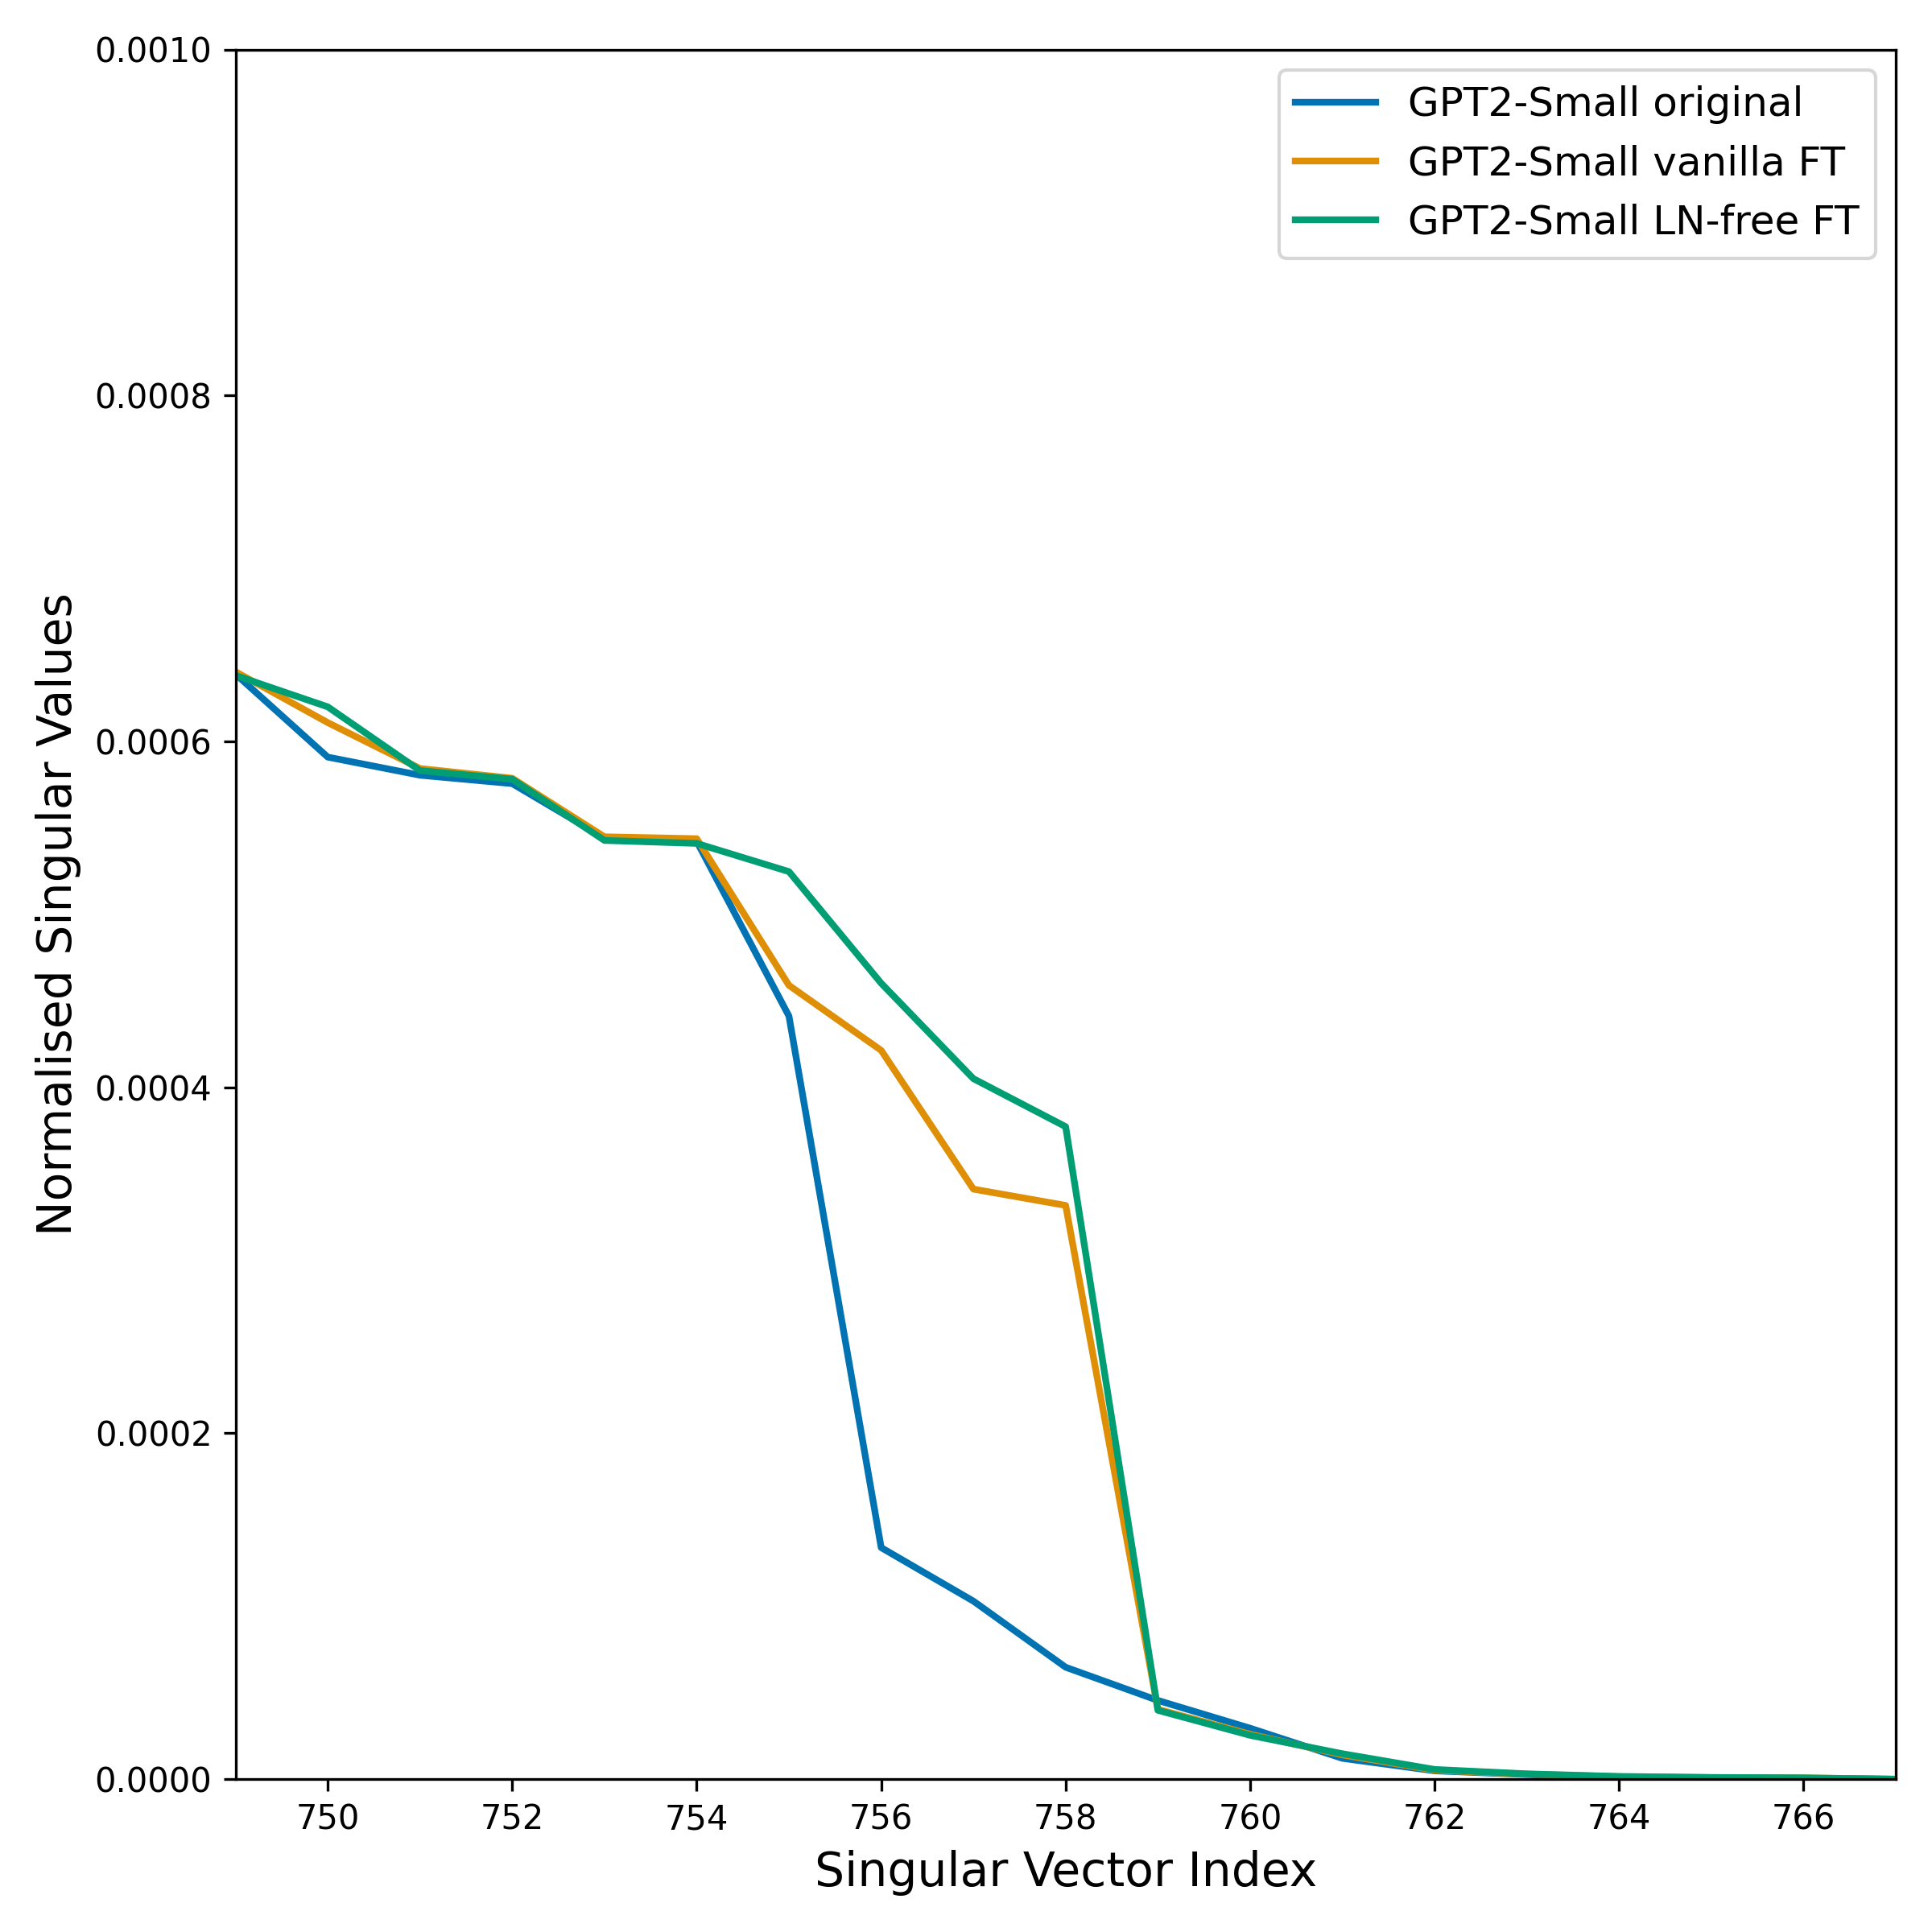 0.0010
0.0008
0.0006
0.0004
0.0002
0.0000
Normalised Singular Values
GPT2-Small original
GPT2-Small vanilla FT
GPT2-Small LN-free FT
750 752 754 756 758 760 762 764 766
Singular Vector Index